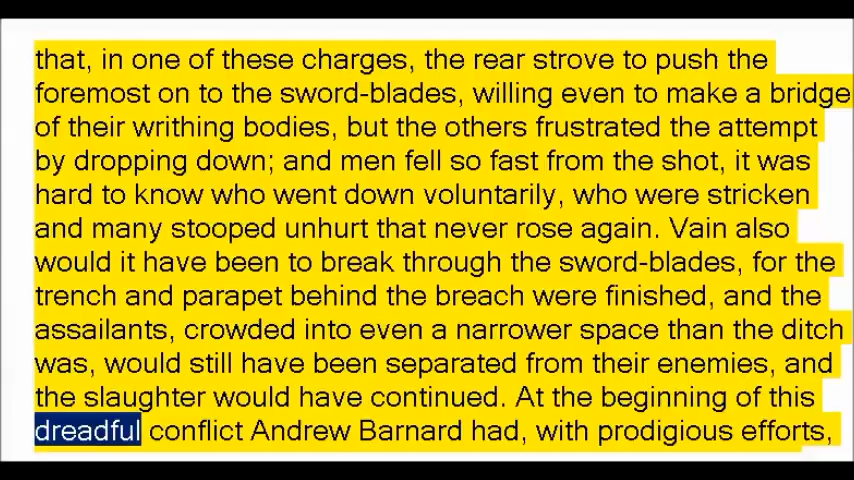 that, in one of these charges, the rear strove to push the
foremost on to the sword-blades, willing even to make a bridge
of their writhing bodies, but the others frustrated the attempt
by dropping down; and men fell so fast from the shot, it was
hard to know who went down voluntarily, who were stricken
and many stooped unhurt that never rose again. Vain also
would it have been to break through the sword-blades, for the
trench and parapet behind the breach were finished, and the
assailants, crowded into even a narrower space than the ditch
was, would still have been separated from their enemies, and
the slaughter would have continued. At the beginning of this
dreadful conflict Andrew Barnard had, with prodigious efforts,